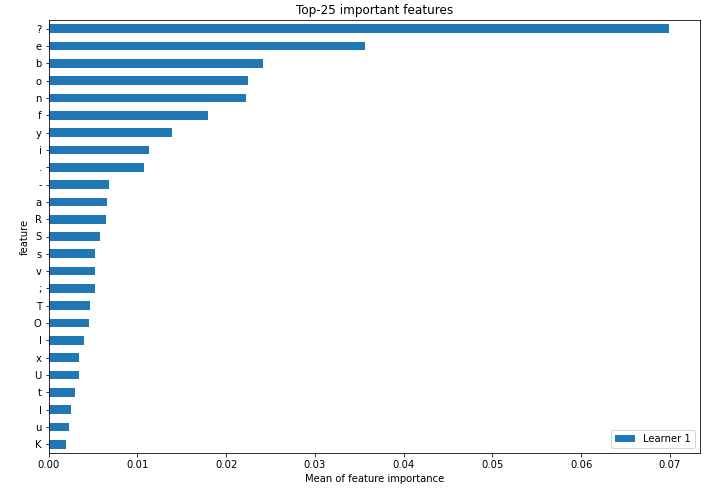 Top-25 important features
?
e
b
o
n
f
y
i
.
-
a
R
S
s
v
;
T
O
I
x
U
t
l
u
K
feature
0.00 0.01 0.02 0.03 0.04 0.05 0.06 0.07
Mean of feature importance
Learner 1